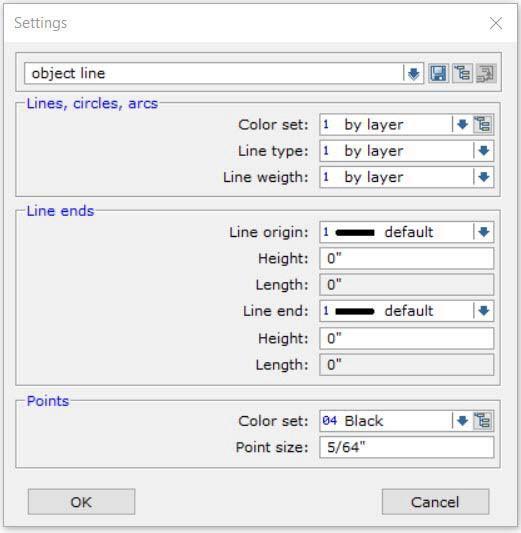 Settings
object line
Lines, circles, arcs
Color set: 1 by layer
Line type: 1 by layer
Line weigth: 1 by layer
Line ends
Line origin: 1 default
Height: 0"
Length: 0"
Line end: 1 default
Height: 0"
Length: 0"
Points
Color set: 04 Black
Point size: 5/64"
OK Cancel